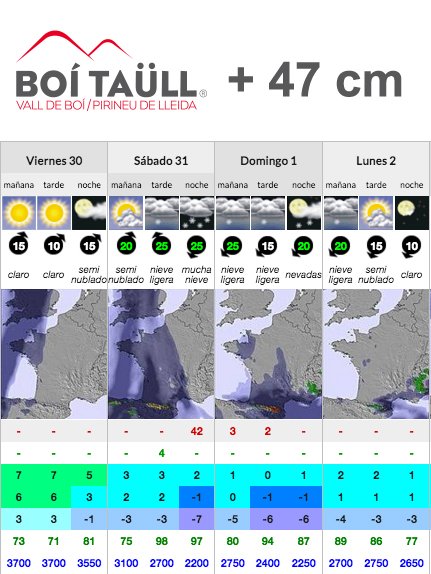 BOÍ TAÜLL® + 47 cm
VALL DE BOÍ/PIRINEU DE LLEIDA
Viernes 30 Sábado 31 Domingo 1 Lunes 2
mañana tarde noche mañana tarde noche mañana tarde noche mañana tarde noche
15 10 15 20 25 25 25 15 15 20 15 10
claro claro semi nublado semi nublado nieve ligera mucha nieve nieve ligera nieve ligera nevadas nieve ligera semi nublado claro
- - - - - 42 3 2 - - - -
- - - - 4 - - - - - - -
7 7 5 3 3 2 1 0 1 2 2 1
6 6 3 2 2 -1 0 -1 -1 1 1 1
3 3 -1 -3 -3 -7 -5 -6 -6 -4 -3 -3
73 71 81 75 98 97 80 94 87 89 86 77
3700 3700 3550 3100 2700 2200 2750 2400 2250 2700 2750 2650